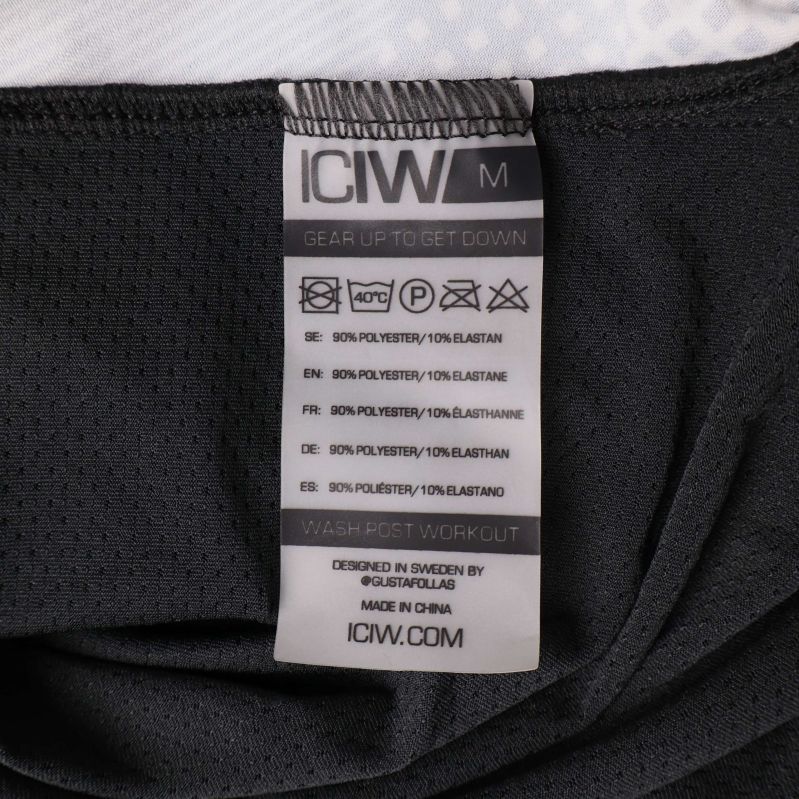 ICIW M
GEAR UP TO GET DOWN
40°C P
SE: 90% POLYESTER/10% ELASTAN
EN: 90% POLYESTER/10% ELASTANE
FR: 90% POLYESTER/10% ÉLASTHANNE
DE: 90% POLYESTER/10% ELASTHAN
ES: 90% POLIÉSTER/10% ELASTANO
WASH POST WORKOUT
DESIGNED IN SWEDEN BY
@GUSTAFOLLAS
MADE IN CHINA
ICIW.COM